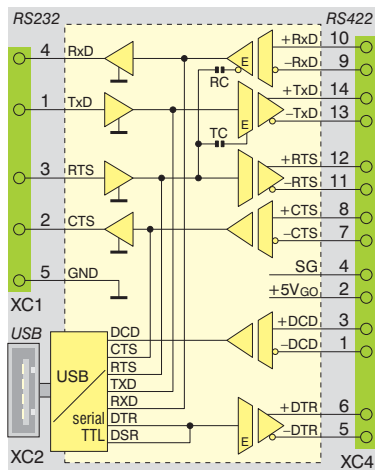 RS232 RS422
4 RxD E +RxD 10
RC −RxD 9
1 TxD E +TxD 14
TC −TxD 13
3 RTS +RTS 12
−RTS 11
2 CTS +CTS 8
−CTS 7
5 GND SG 4
XC1 +5VGO 2
USB DCD +DCD 3
CTS −DCD 1
RTS
USB TXD
RXD
serial DTR +DTR 6
TTL DSR E −DTR 5
XC2 XC4